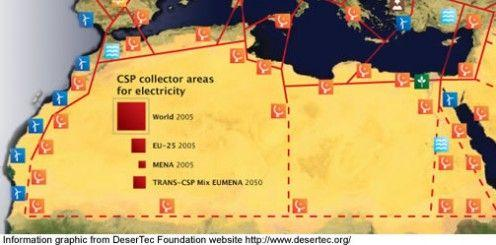 CSP collector areas
for electricity
World 2005
EU-25 2005
MENA 2005
TRANS-CSP Mix EUMENA 2050
Information graphic from DeserTec Foundation website http://www.desertec.org/